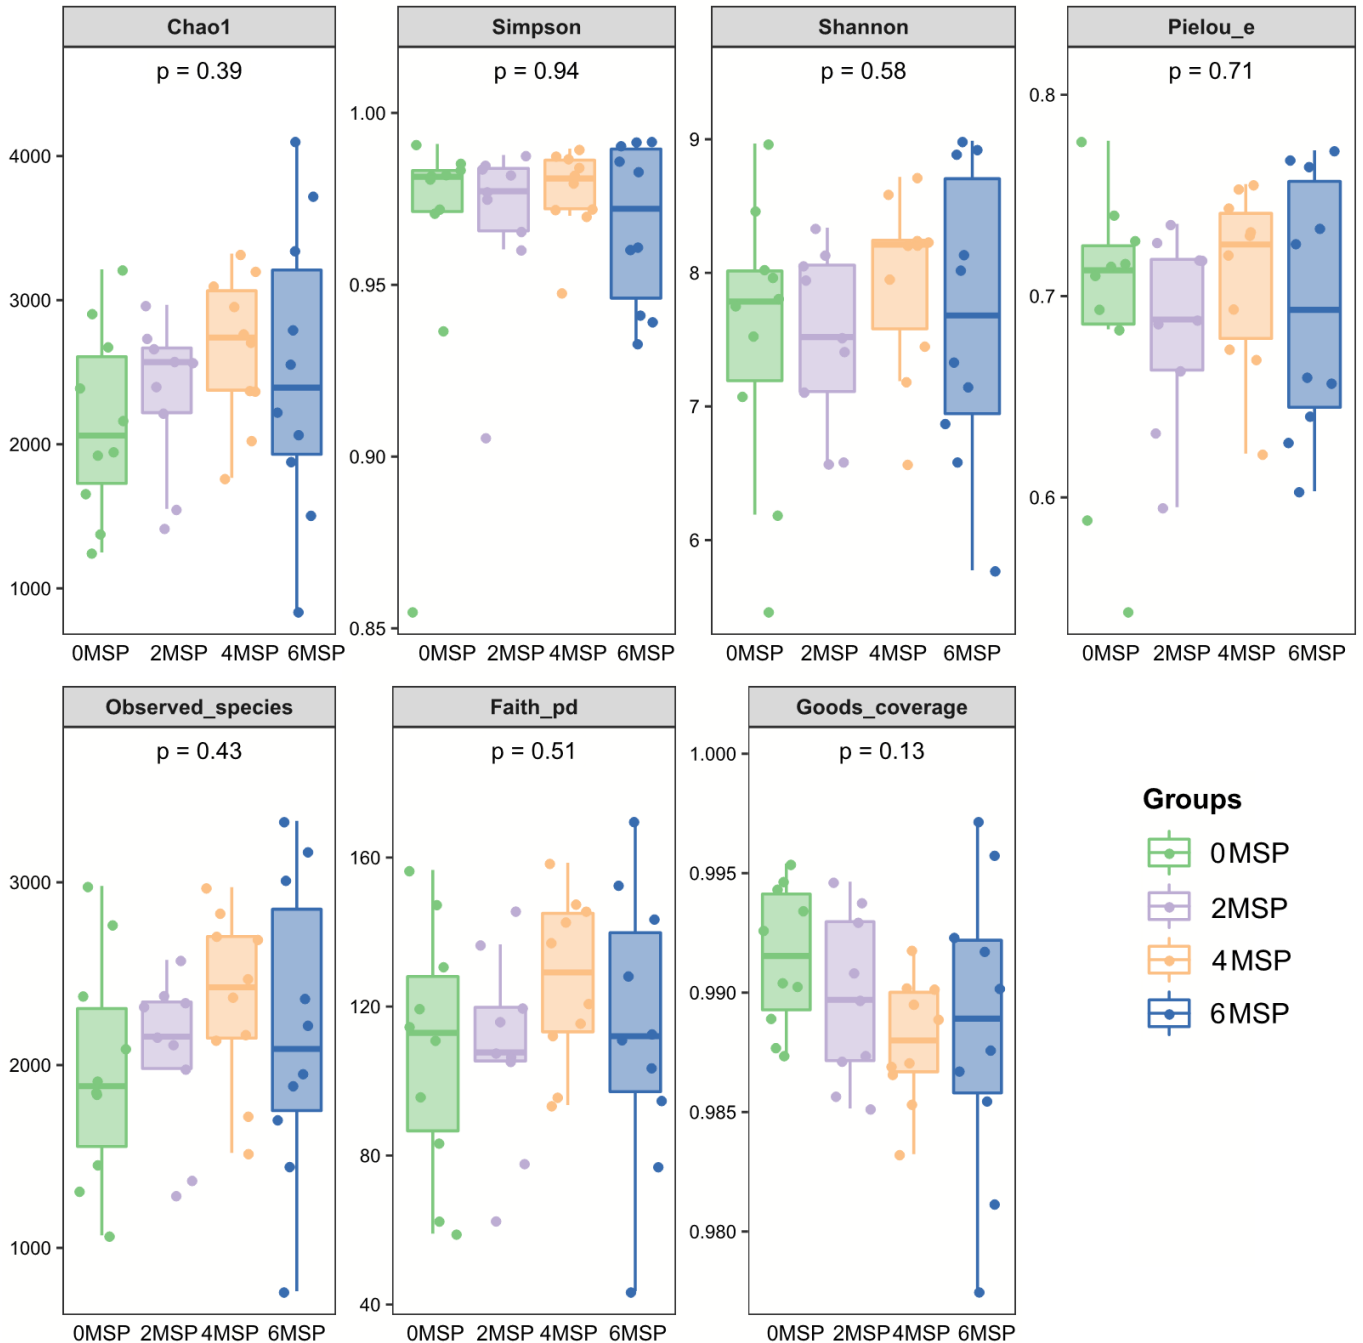 Chao1
Simpson
Shannon
Pielou_e
p = 0.39
p = 0.94
p = 0.58
p = 0.71
4000
3000
2000
1000
1.00
0.95
0.90
0.85
9
8
7
6
0.8
0.7
0.6
0MSP 2MSP 4MSP 6MSP
0MSP 2MSP 4MSP 6MSP
0MSP 2MSP 4MSP 6MSP
0MSP 2MSP 4MSP 6MSP
Observed_species
Faith_pd
Goods_coverage
p = 0.43
p = 0.51
p = 0.13
3000
2000
1000
160
120
80
40
1.000
0.995
0.990
0.985
0.980
0MSP 2MSP 4MSP 6MSP
0MSP 2MSP 4MSP 6MSP
0MSP 2MSP 4MSP 6MSP
Groups
0MSP
2MSP
4MSP
6MSP